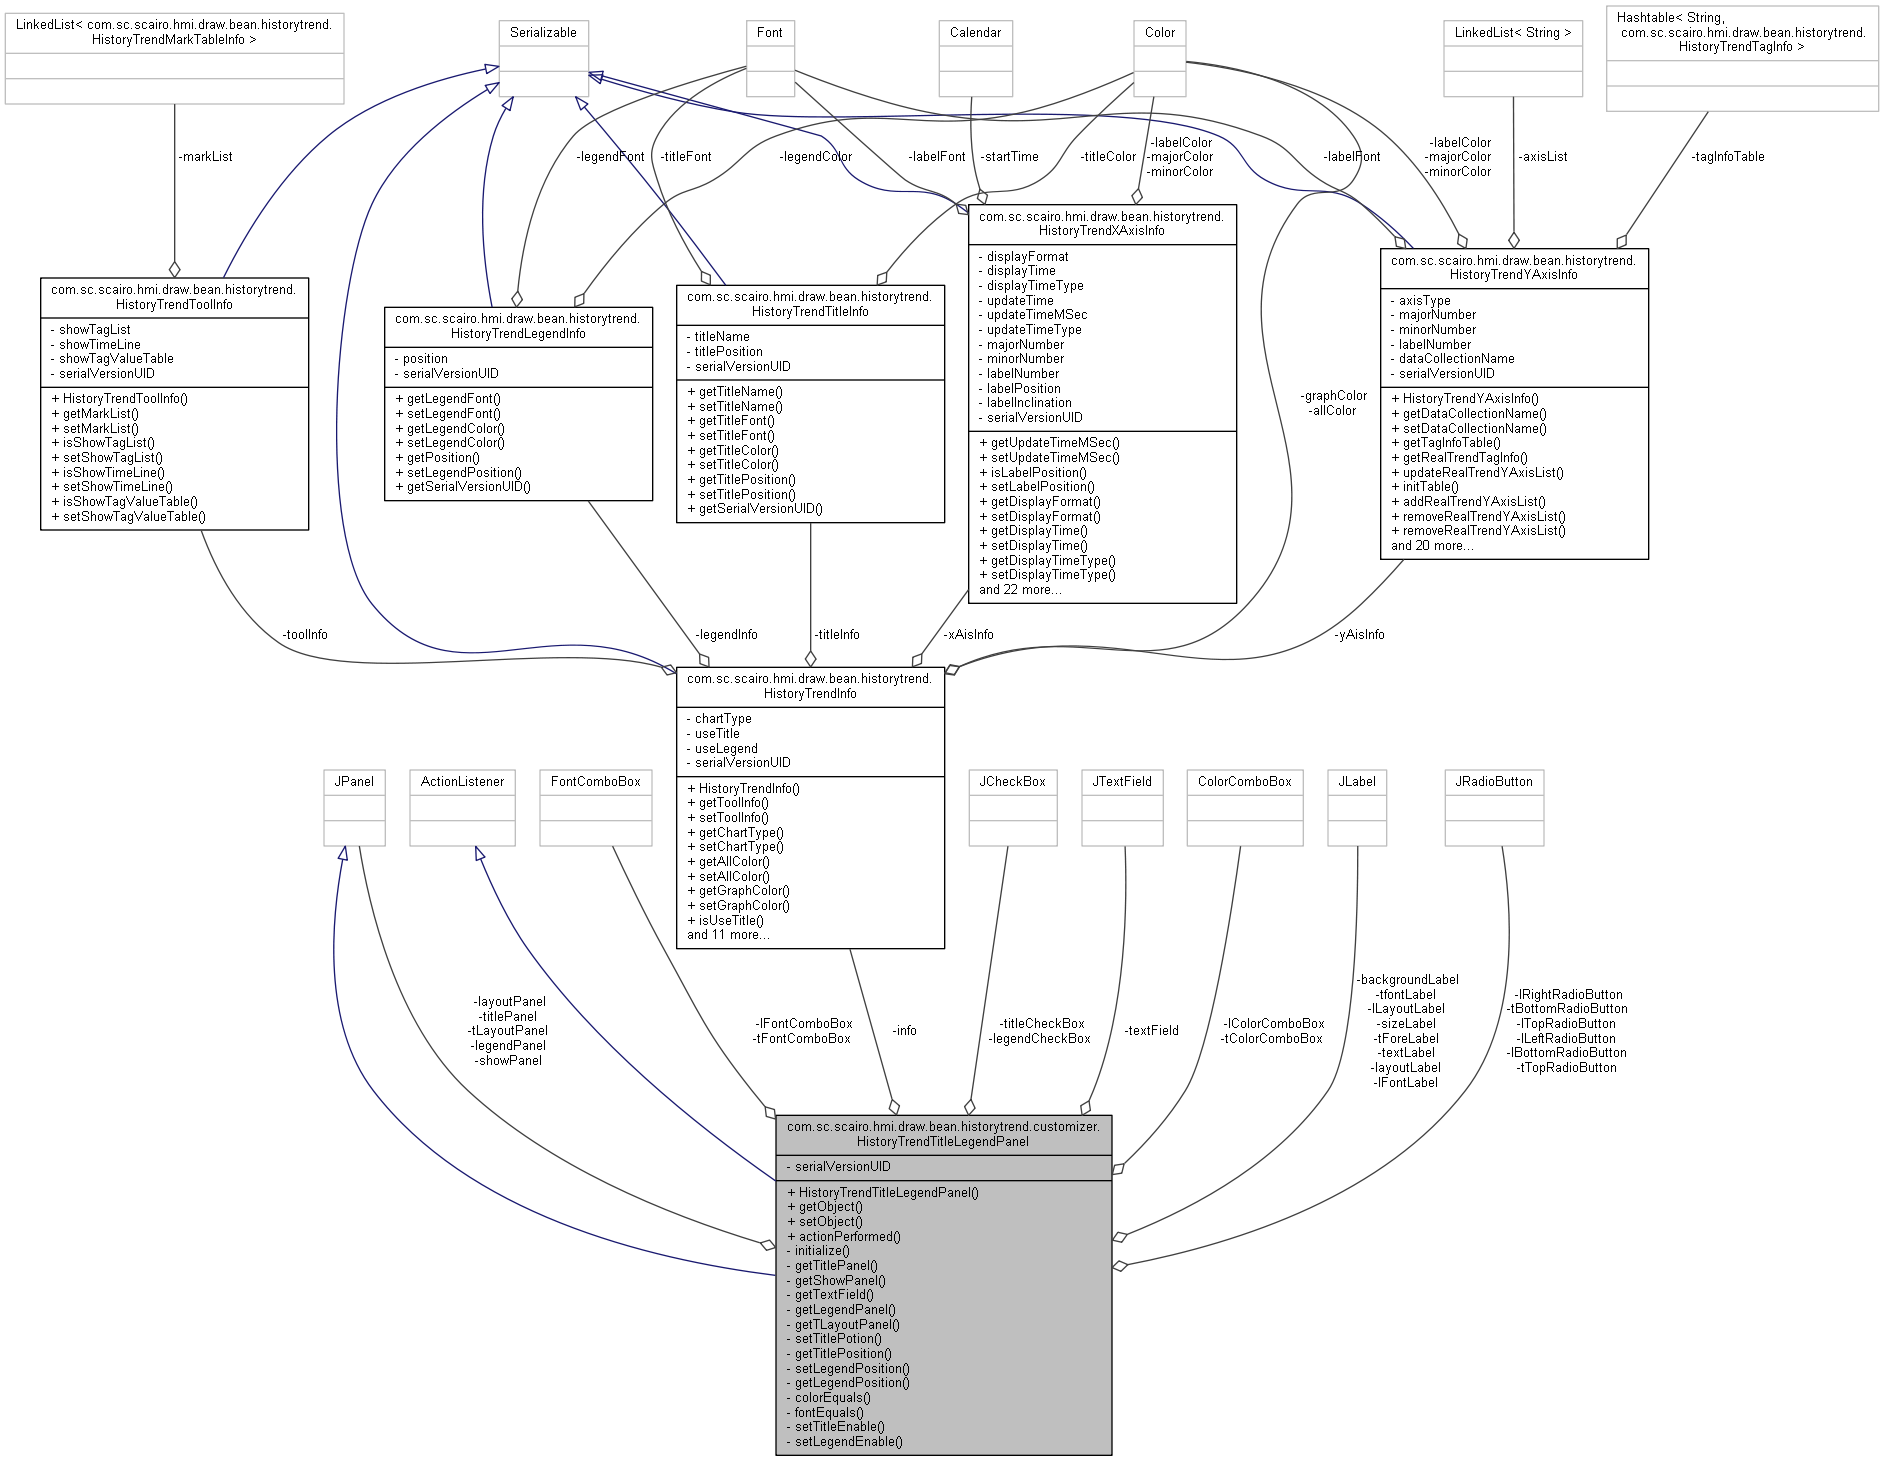 LinkedList< com.sc.scairo.hmi.draw.bean.historytrend.
HistoryTrendMarkTableInfo >
Serializable
Font
Calendar
Color
LinkedList< String >
Hashtable< String,
com.sc.scairo.hmi.draw.bean.historytrend.
HistoryTrendTagInfo >
-markList
-legendFont
-titleFont
-legendColor
-labelFont
-startTime
-titleColor
-labelColor
-majorColor
-minorColor
-labelFont
-labelColor
-majorColor
-minorColor
-axisList
-tagInfoTable
com.sc.scairo.hmi.draw.bean.historytrend.
HistoryTrendToolInfo
- showTagList
- showTimeLine
- showTagValueTable
- serialVersionUID
+ HistoryTrendToolInfo()
+ getMarkList()
+ setMarkList()
+ isShowTagList()
+ setShowTagList()
+ isShowTimeLine()
+ setShowTimeLine()
+ isShowTagValueTable()
+ setShowTagValueTable()
com.sc.scairo.hmi.draw.bean.historytrend.
HistoryTrendLegendInfo
- position
- serialVersionUID
+ getLegendFont()
+ setLegendFont()
+ getLegendColor()
+ setLegendColor()
+ getPosition()
+ setLegendPosition()
+ getSerialVersionUID()
com.sc.scairo.hmi.draw.bean.historytrend.
HistoryTrendTitleInfo
- titleName
- titlePosition
- serialVersionUID
+ getTitleName()
+ setTitleName()
+ getTitleFont()
+ setTitleFont()
+ getTitleColor()
+ setTitleColor()
+ getTitlePosition()
+ setTitlePosition()
+ getSerialVersionUID()
com.sc.scairo.hmi.draw.bean.historytrend.
HistoryTrendXAxisInfo
- displayFormat
- displayTime
- displayTimeType
- updateTime
- updateTimeMSec
- updateTimeType
- majorNumber
- minorNumber
- labelNumber
- labelPosition
- labelInclination
- serialVersionUID
+ getUpdateTimeMSec()
+ setUpdateTimeMSec()
+ isLabelPosition()
+ setLabelPosition()
+ getDisplayFormat()
+ setDisplayFormat()
+ getDisplayTime()
+ setDisplayTime()
+ getDisplayTimeType()
+ setDisplayTimeType()
and 22 more...
-graphColor
-allColor
com.sc.scairo.hmi.draw.bean.historytrend.
HistoryTrendYAxisInfo
- axisType
- majorNumber
- minorNumber
- labelNumber
- dataCollectionName
- serialVersionUID
+ HistoryTrendYAxisInfo()
+ getDataCollectionName()
+ setDataCollectionName()
+ getTagInfoTable()
+ getRealTrendTagInfo()
+ updateRealTrendYAxisList()
+ initTable()
+ addRealTrendYAxisList()
+ removeRealTrendYAxisList()
+ removeRealTrendYAxisList()
and 20 more...
-toolInfo
-legendInfo
-titleInfo
-xAisInfo
-yAisInfo
com.sc.scairo.hmi.draw.bean.historytrend.
HistoryTrendInfo
- chartType
- useTitle
- useLegend
- serialVersionUID
+ HistoryTrendInfo()
+ getToolInfo()
+ setToolInfo()
+ getChartType()
+ setChartType()
+ getAllColor()
+ setAllColor()
+ getGraphColor()
+ setGraphColor()
+ isUseTitle()
and 11 more...
JPanel
ActionListener
FontComboBox
JCheckBox
JTextField
ColorComboBox
JLabel
JRadioButton
-layoutPanel
-titlePanel
-tLayoutPanel
-legendPanel
-showPanel
-lFontComboBox
-tFontComboBox
-info
-titleCheckBox
-legendCheckBox
-textField
-lColorComboBox
-tColorComboBox
-backgroundLabel
-tfontLabel
-lLayoutLabel
-sizeLabel
-tForeLabel
-textLabel
-layoutLabel
-lFontLabel
-lRightRadioButton
-tBottomRadioButton
-lTopRadioButton
-lLeftRadioButton
-lBottomRadioButton
-tTopRadioButton
com.sc.scairo.hmi.draw.bean.historytrend.customizer.
HistoryTrendTitleLegendPanel
- serialVersionUID
+ HistoryTrendTitleLegendPanel()
+ getObject()
+ setObject()
+ actionPerformed()
- initialize()
- getTitlePanel()
- getShowPanel()
- getTextField()
- getLegendPanel()
- getTLayoutPanel()
- setTitlePotion()
- getTitlePosition()
- setLegendPosition()
- getLegendPosition()
- colorEquals()
- fontEquals()
- setTitleEnable()
- setLegendEnable()